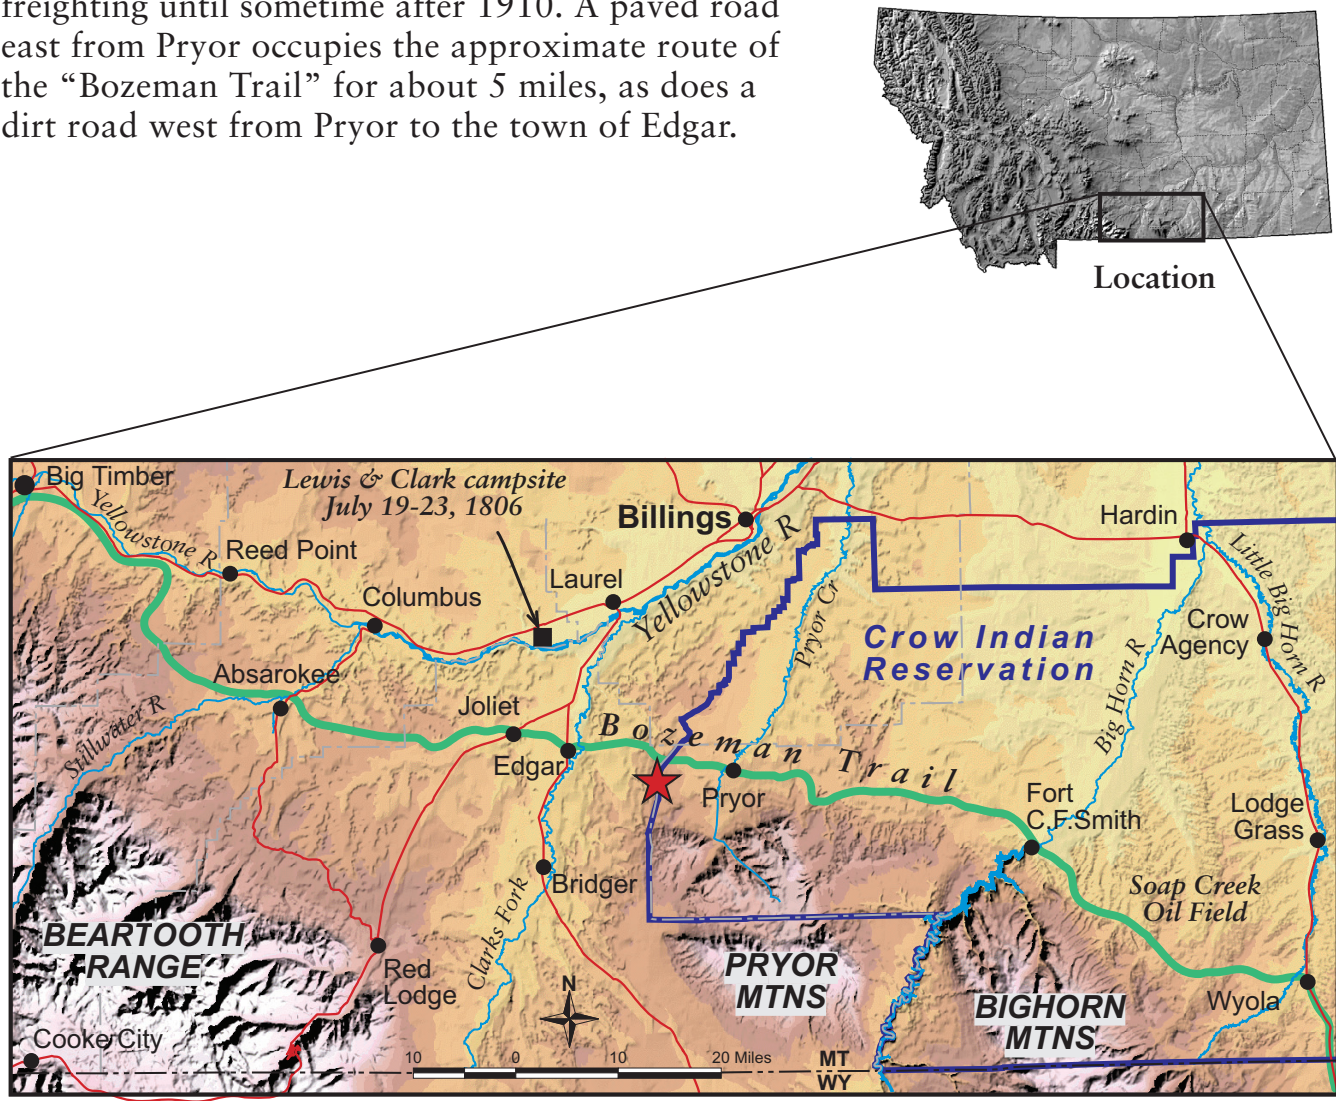 freighting until sometime after 1910. A paved road
east from Pryor occupies the approximate route of
the “Bozeman Trail” for about 5 miles, as does a
dirt road west from Pryor to the town of Edgar.
Location
Big Timber
Lewis & Clark campsite
July 19-23, 1806
Billings
Hardin
Yellowstone R
Reed Point
Laurel
Yellowstone R
Little Big Horn R
Columbus
Pryor Cr
Crow Indian
Reservation
Crow
Agency
Absarokee
Big Horn R
Stillwater R
Joliet
Edgar
Bozeman Trail
Pryor
Fort
C.F.Smith
Lodge
Grass
Bridger
Clarks Fork
Soap Creek
Oil Field
BEARTOOTH
RANGE
Red
Lodge
PRYOR
MTNS
BIGHORN
MTNS
Wyola
N
Cooke City
10 0 10 20 Miles
MT
WY